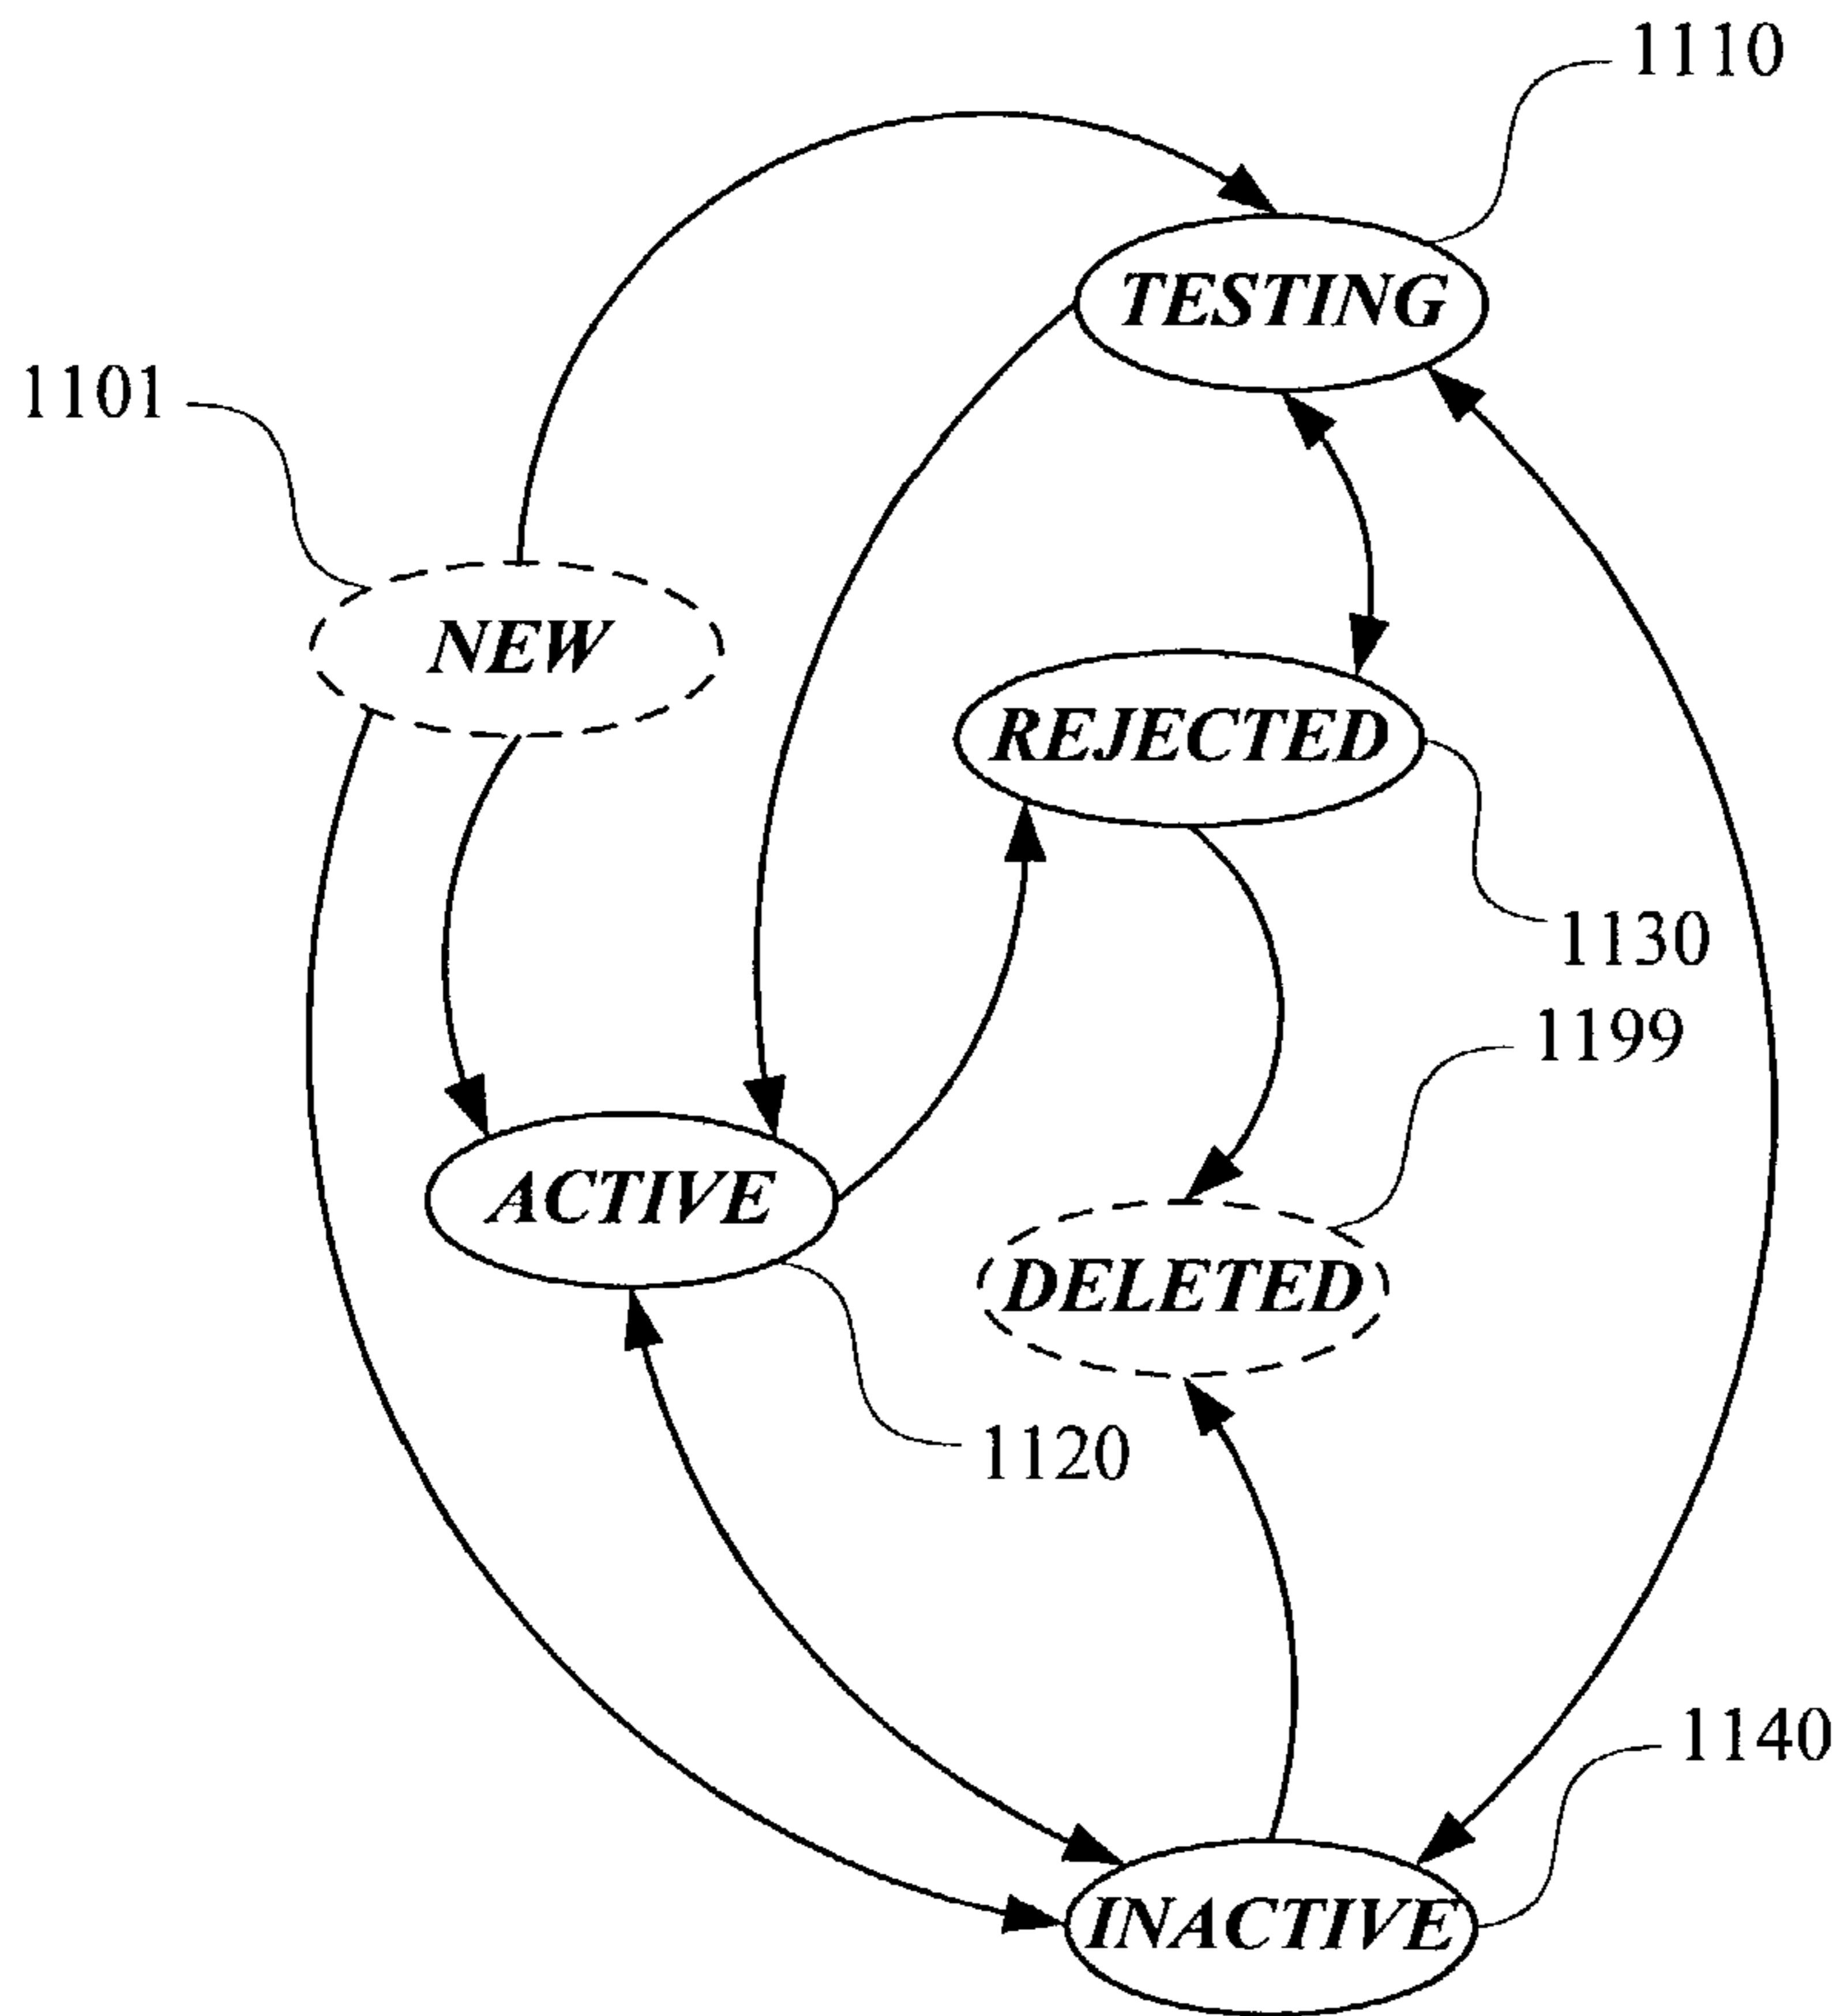 1110
TESTING
1101
NEW
REJECTED
1130
1199
ACTIVE
DELETED
1120
1140
INACTIVE